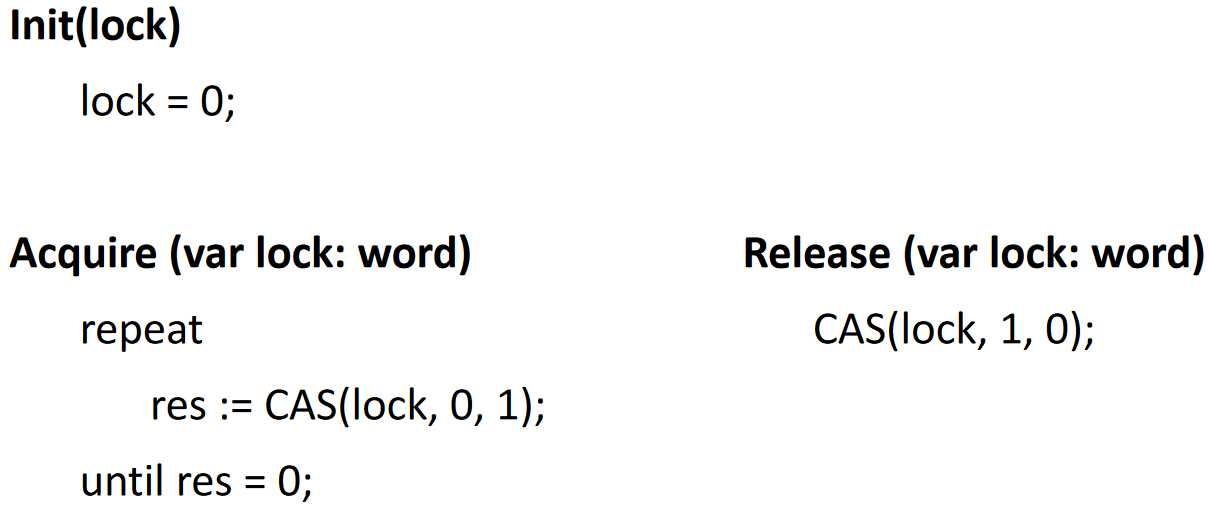 Init(lock)
lock = 0;
Acquire (var lock: word)
repeat
res := CAS(lock, 0, 1);
until res = 0;
Release (var lock: word)
CAS(lock, 1, 0);